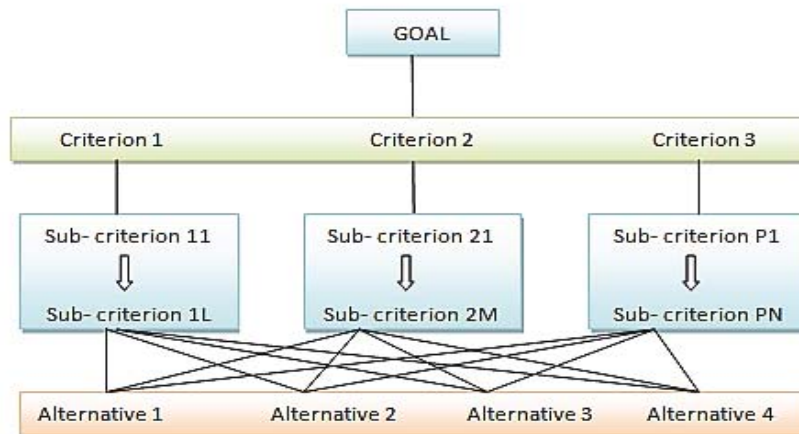 GOAL
Criterion 1 Criterion 2 Criterion 3
Sub- criterion 11 Sub- criterion 21 Sub- criterion P1
Sub- criterion 1L Sub- criterion 2M Sub- criterion PN
Alternative 1 Alternative 2 Alternative 3 Alternative 4